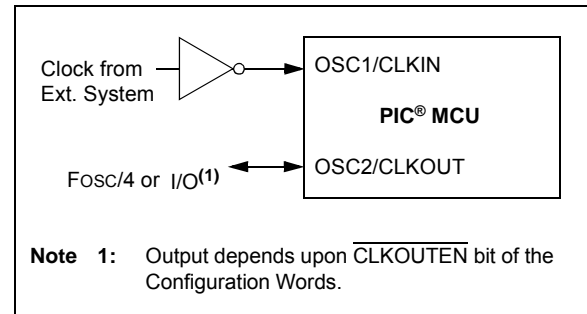 Clock from
Ext. System
OSC1/CLKIN
PIC® MCU
FOSC/4 or I/O(1)
OSC2/CLKOUT
Note 1: Output depends upon CLKOUTEN bit of the
Configuration Words.